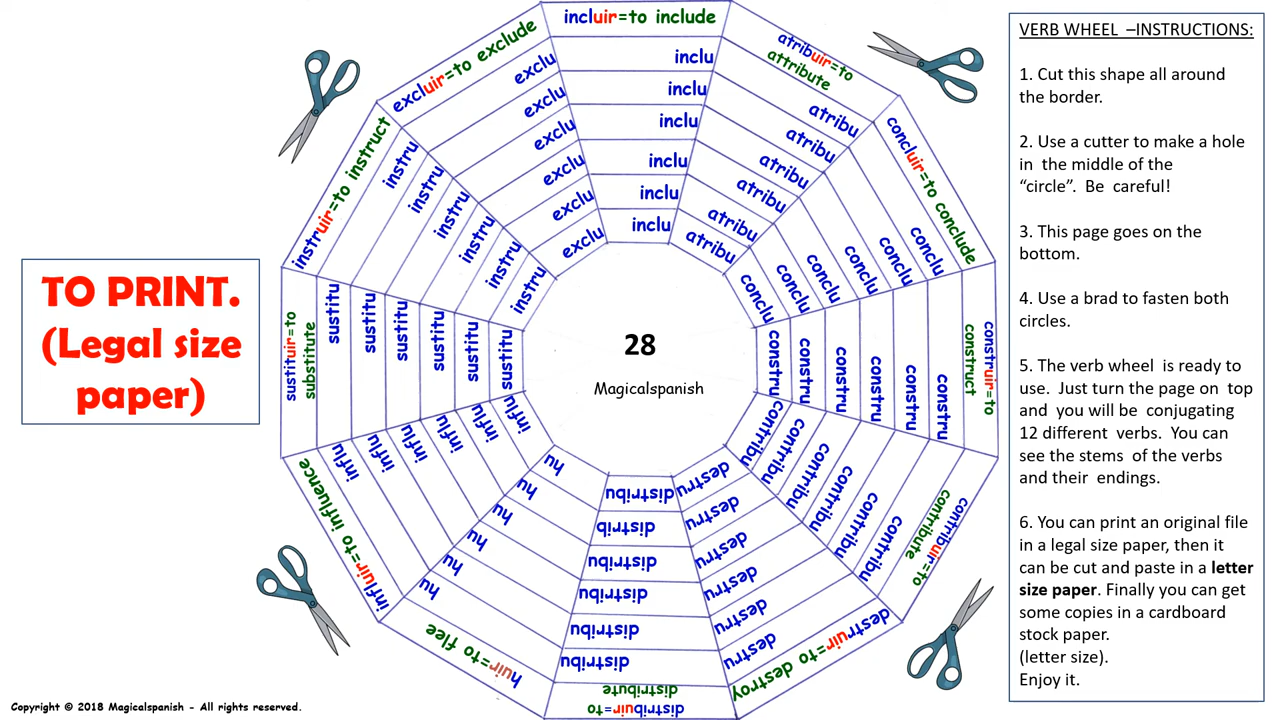 TO PRINT.
(Legal size
paper)
incluir=to include
inclu
inclu
inclu
inclu
inclu
inclu
atribuir=to
attribute
atribu
atribu
atribu
atribu
atribu
atribu
concluir=to conclude
conclu
conclu
conclu
conclu
conclu
conclu
construir=to
construct
constru
constru
constru
constru
constru
constru
contribuir=to
contribute
contribu
contribu
contribu
contribu
contribu
contribu
destruir=to destroy
destru
destru
destru
destru
destru
destru
distribuir=to
distribute
distribu
distribu
distribu
distribu
distrib
distribu
huir=to flee
hu
hu
hu
hu
hu
hu
influir=to influence
influ
influ
influ
influ
influ
influ
sustituir=to
substitute
sustitu
sustitu
sustitu
sustitu
sustitu
sustitu
instruir=to instruct
instru
instru
instru
instru
instru
instru
excluir=to exclude
exclu
exclu
exclu
exclu
exclu
exclu
28
Magicalspanish
VERB WHEEL –INSTRUCTIONS:
1. Cut this shape all around
the border.
2. Use a cutter to make a hole
in the middle of the
“circle”. Be careful!
3. This page goes on the
bottom.
4. Use a brad to fasten both
circles.
5. The verb wheel is ready to
use. Just turn the page on top
and you will be conjugating
12 different verbs. You can
see the stems of the verbs
and their endings.
6. You can print an original file
in a legal size paper, then it
can be cut and paste in a letter
size paper. Finally you can get
some copies in a cardboard
stock paper.
(letter size).
Enjoy it.
Copyright © 2018 Magicalspanish - All rights reserved.